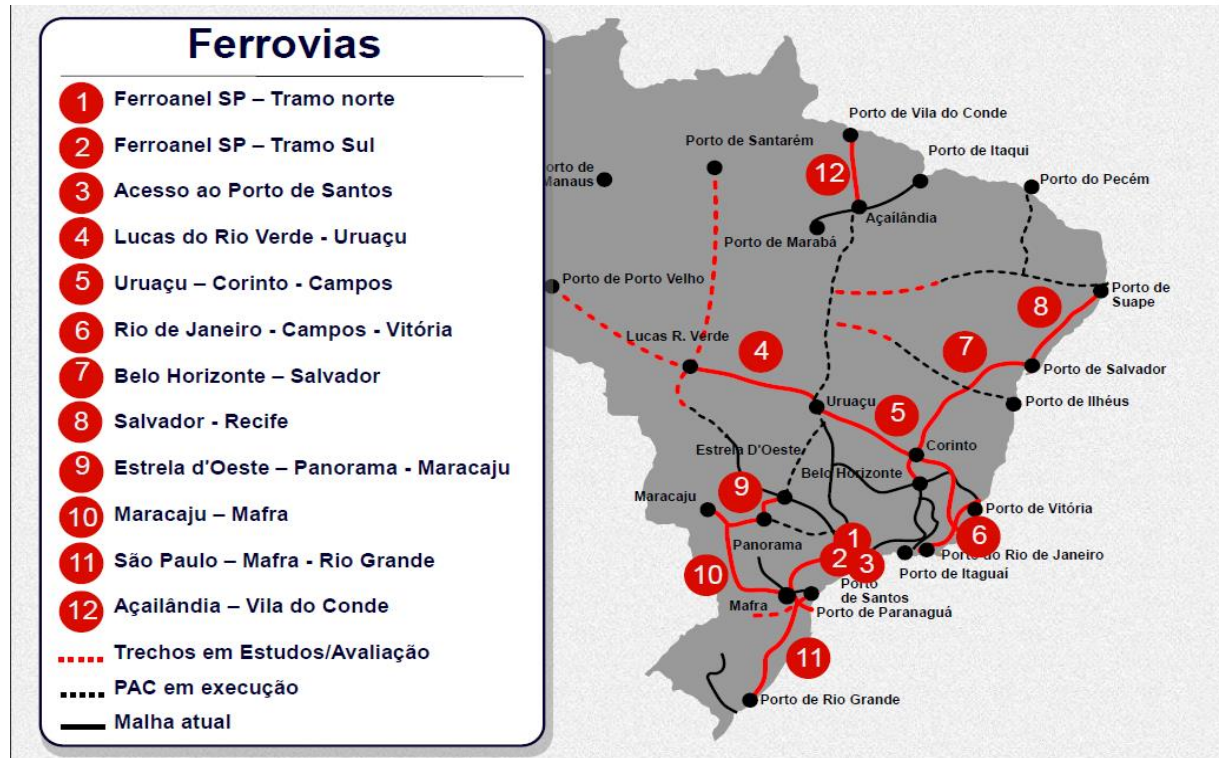 Ferrovias
1 Ferroanel SP – Tramo norte
2 Ferroanel SP – Tramo Sul
3 Acesso ao Porto de Santos
4 Lucas do Rio Verde - Uruaçu
5 Uruaçu – Corinto - Campos
6 Rio de Janeiro - Campos - Vitória
7 Belo Horizonte – Salvador
8 Salvador - Recife
9 Estrela d'Oeste – Panorama - Maracaju
10 Maracaju – Mafra
11 São Paulo – Mafra - Rio Grande
12 Açailândia – Vila do Conde
Trechos em Estudos/Avaliação
PAC em execução
Malha atual
Porto de Vila do Conde
Porto de Santarém
Porto de Itaqui
orto de
Manaus
12
Porto do Pecém
Açailândia
Porto de Marabá
Porto de Porto Velho
Porto de
Suape
8
Lucas R. Verde
4
7
Porto de Salvador
Uruaçu
5
Porto de Ilhéus
Estrela D'Oeste
Corinto
Belo Horizonte
9
Maracaju
Porto de Vitória
Panorama
1
6
2
3
Porto do Rio de Janeiro
Porto de Itaguaí
10
Porto
de Santos
Mafra
Porto de Paranaguá
11
Porto de Rio Grande